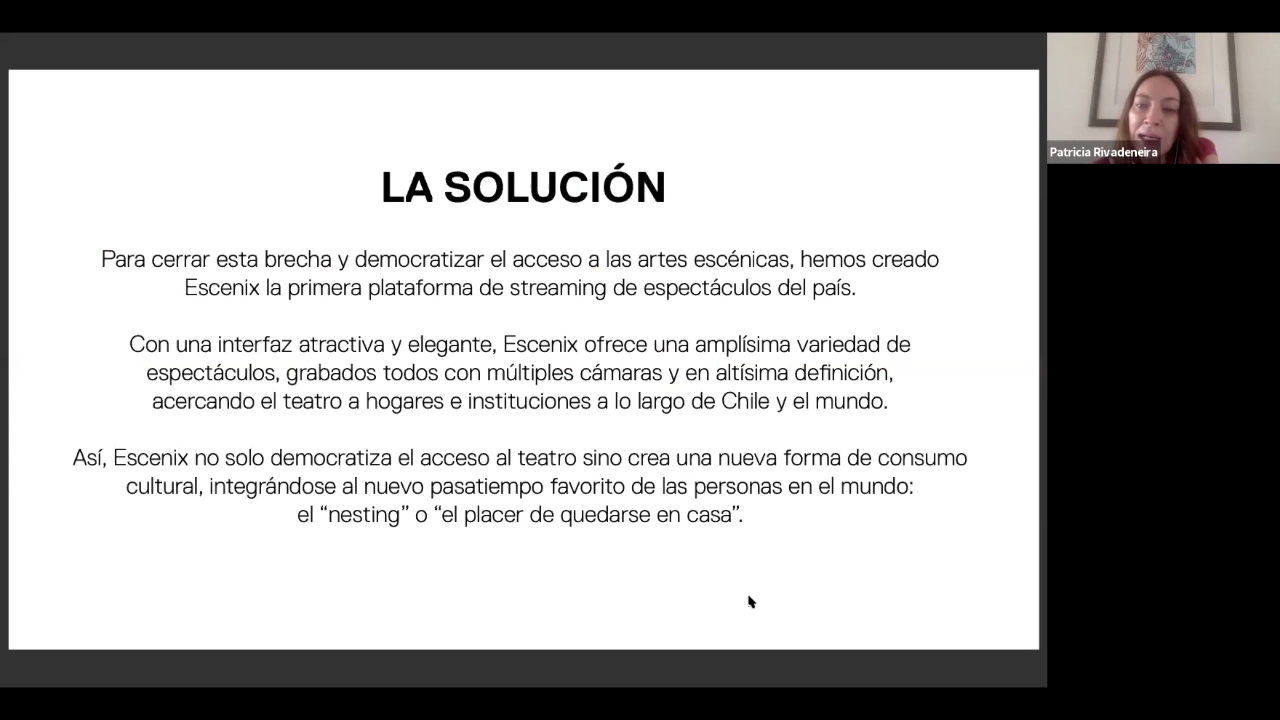 LA SOLUCIÓN
Para cerrar esta brecha y democratizar el acceso a las artes escénicas, hemos creado
Escenix la primera plataforma de streaming de espectáculos del país.
Con una interfaz atractiva y elegante, Escenix ofrece una amplísima variedad de
espectáculos, grabados todos con múltiples cámaras y en altísima definición,
acercando el teatro a hogares e instituciones a lo largo de Chile y el mundo.
Así, Escenix no solo democratiza el acceso al teatro sino crea una nueva forma de consumo
cultural, integrándose al nuevo pasatiempo favorito de las personas en el mundo:
el “nesting” o “el placer de quedarse en casa”.
Patricia Rivadeneira